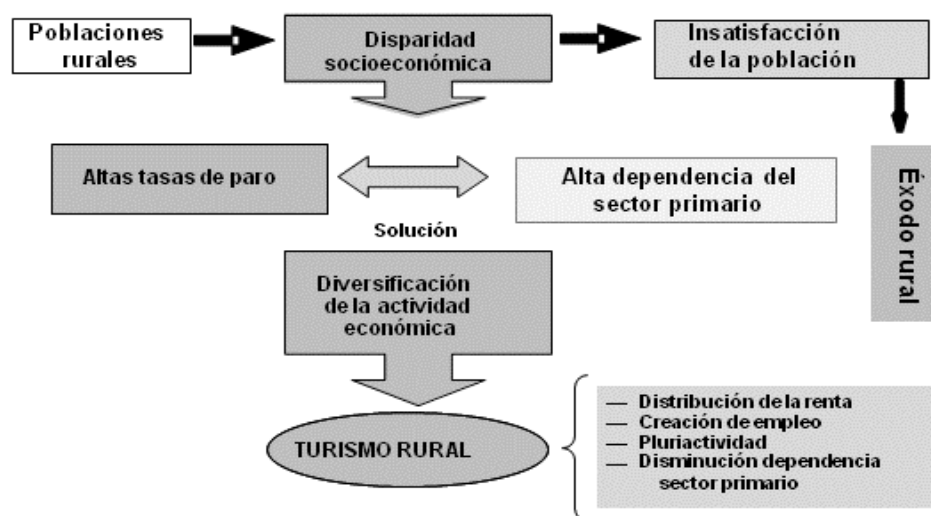 Poblaciones
rurales
Disparidad
socioeconómica
Insatisfacción
de la población
Altas tasas de paro
Alta dependencia del
sector primario
Éxodo rural
Solución
Diversificación
de la actividad
económica
TURISMO RURAL
— Distribución de la renta
— Creación de empleo
— Pluriactividad
— Disminución dependencia
sector primario